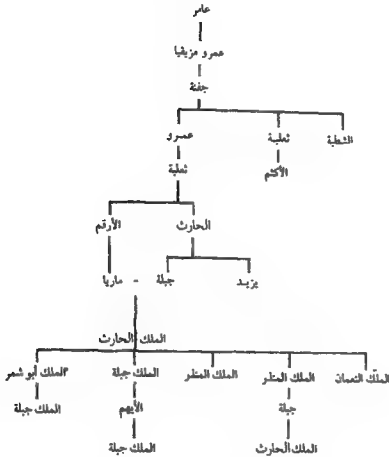 عامر
عمرو مزيقيا
جفنة
الشطبة ثعلبة عمرو
الأكثم ثعلبة
الحارث الأرقم
يزيد جبلة - ماريا
الملك الحارث
الملك النعمان الملك المنذر الملك المنذر الملك جبلة الملك أبو شمر
جبلة الأيهم الملك جبلة
الملك الحارث الملك جبلة